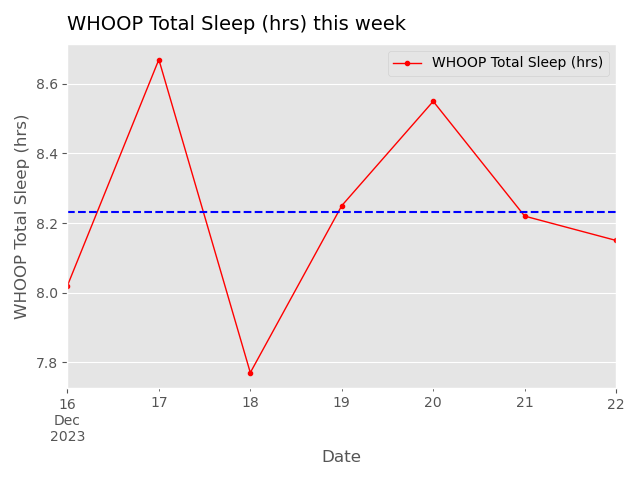 WHOOP Total Sleep (hrs) this week
WHOOP Total Sleep (hrs)
WHOOP Total Sleep (hrs)
8.6
8.4
8.2
8.0
7.8
16 17 18 19 20 21 22
Dec
2023
Date